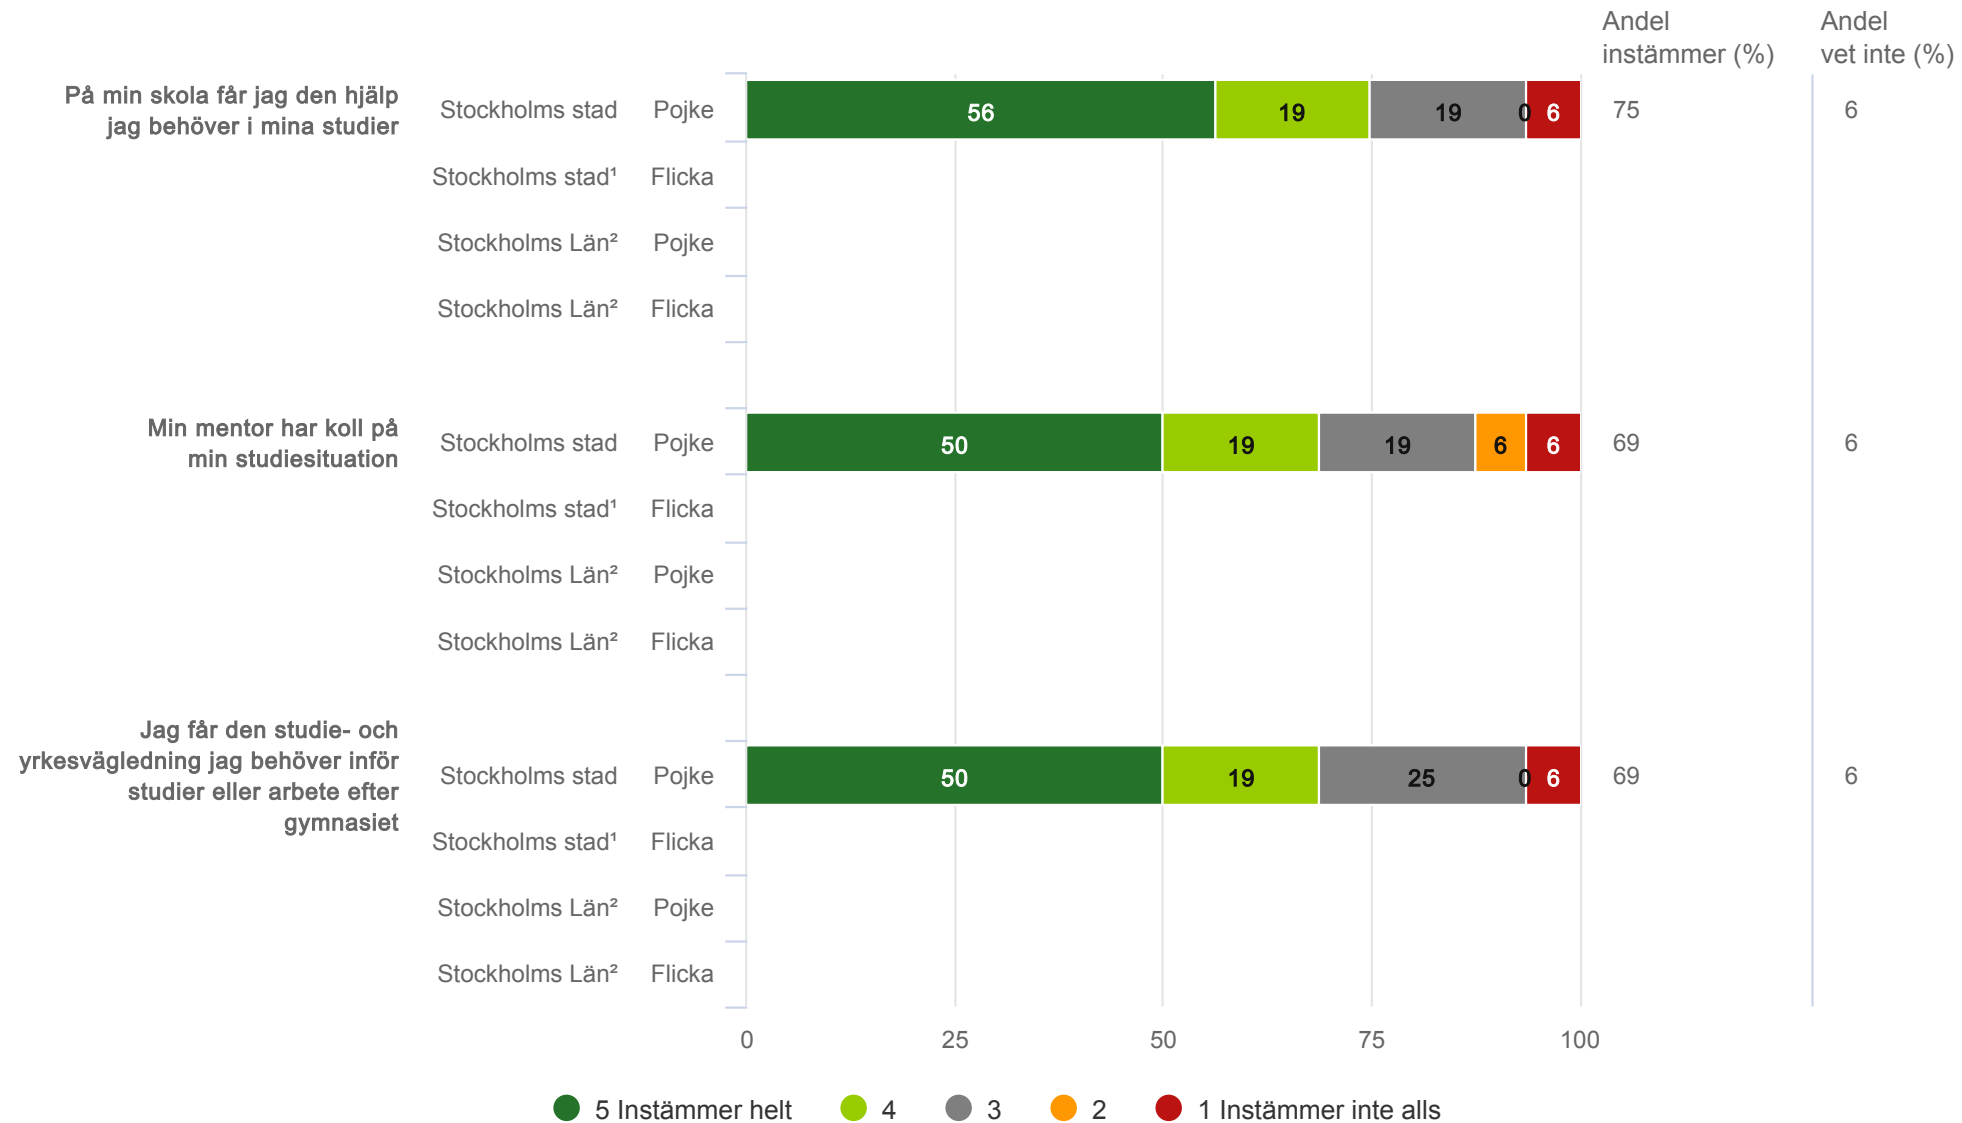 Andel
instämmer (%)
Andel
vet inte (%)
På min skola får jag den hjälp
jag behöver i mina studier
Stockholms stad Pojke 56 19 19 0 6 75 6
Stockholms stad¹ Flicka
Stockholms Län² Pojke
Stockholms Län² Flicka
Min mentor har koll på
min studiesituation
Stockholms stad Pojke 50 19 19 6 6 69 6
Stockholms stad¹ Flicka
Stockholms Län² Pojke
Stockholms Län² Flicka
Jag får den studie- och
yrkesvägledning jag behöver inför
studier eller arbete efter
gymnasiet
Stockholms stad Pojke 50 19 25 0 6 69 6
Stockholms stad¹ Flicka
Stockholms Län² Pojke
Stockholms Län² Flicka
0 25 50 75 100
5 Instämmer helt 4 3 2 1 Instämmer inte alls